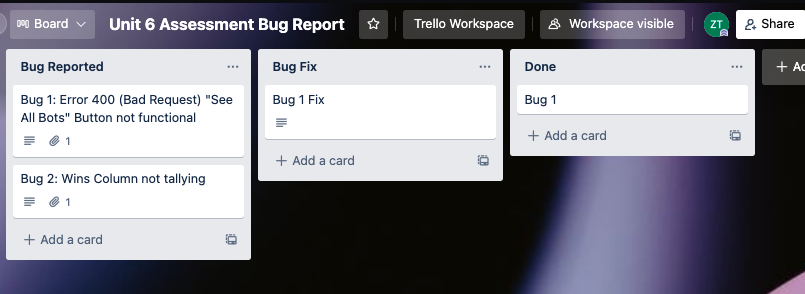 Board
Unit 6 Assessment Bug Report
Trello Workspace
Workspace visible
ZT
Share
Bug Reported
Bug 1: Error 400 (Bad Request) "See
All Bots" Button not functional
1
Bug 2: Wins Column not tallying
1
+ Add a card
Bug Fix
Bug 1 Fix
+ Add a card
Done
Bug 1
+ Add a card